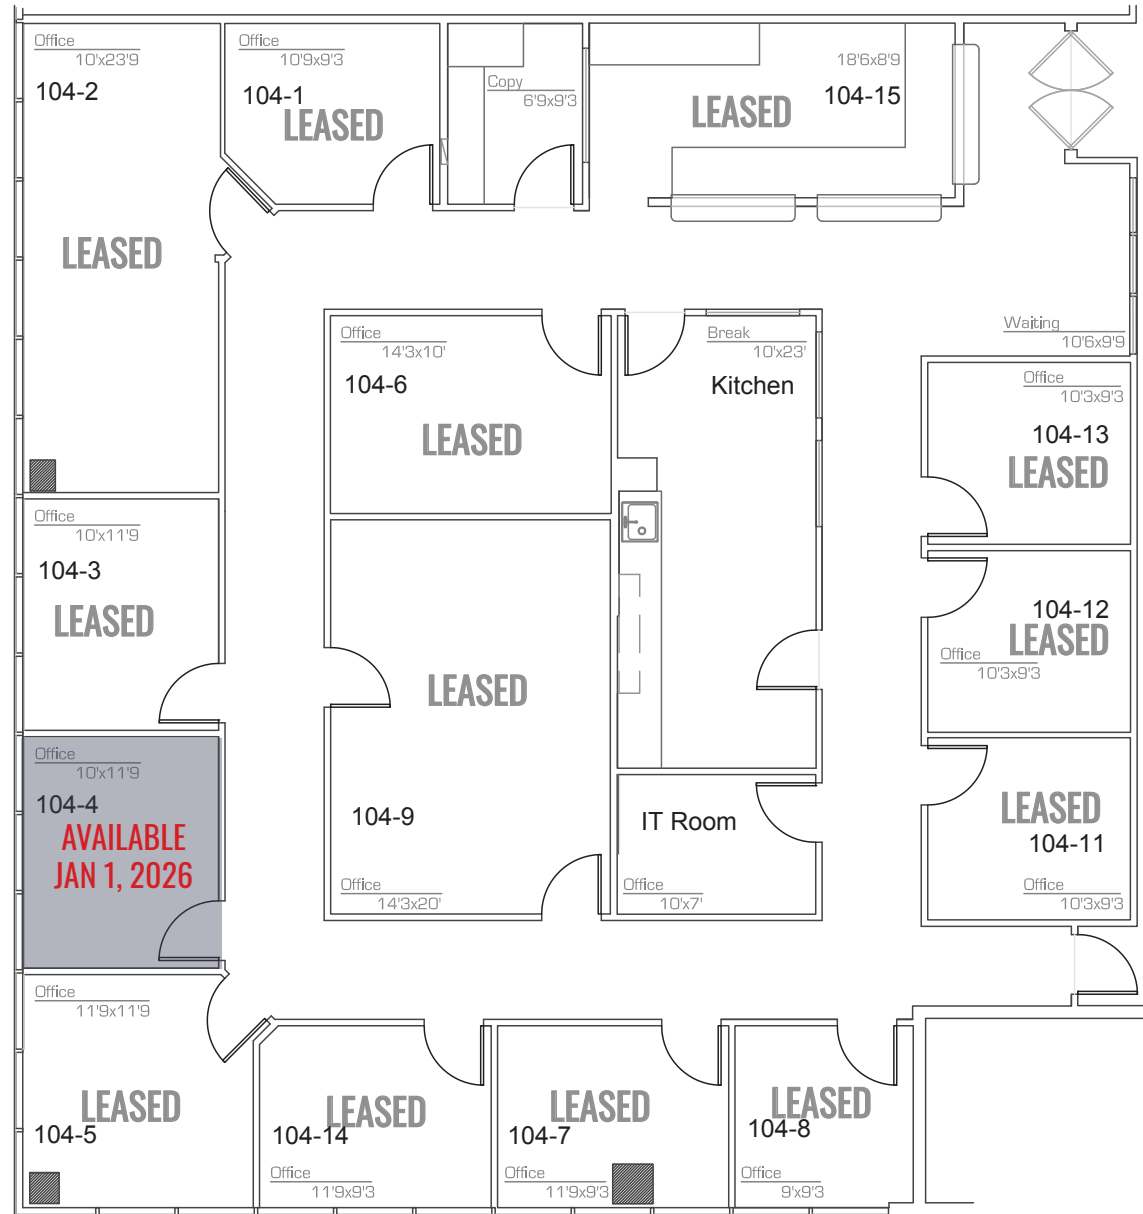 Office
10'x23'9
104-2
LEASED
Office
10'9x9'3
104-1
LEASED
Copy
6'9x9'3
18'6x8'9
104-15
LEASED
Waiting
10'6x9'9
Office
14'3x10'
104-6
LEASED
Break
10'x23'
Kitchen
Office
10'3x9'3
104-13
LEASED
Office
10'x11'9
104-3
LEASED
104-12
LEASED
Office
10'3x9'3
LEASED
104-9
Office
14'3x20'
Office
10'x11'9
104-4
AVAILABLE
JAN 1, 2026
IT Room
Office
10'x7'
LEASED
104-11
Office
10'3x9'3
Office
11'9x11'9
LEASED
104-5
LEASED
104-14
Office
11'9x9'3
LEASED
104-7
Office
11'9x9'3
LEASED
104-8
Office
9'x9'3